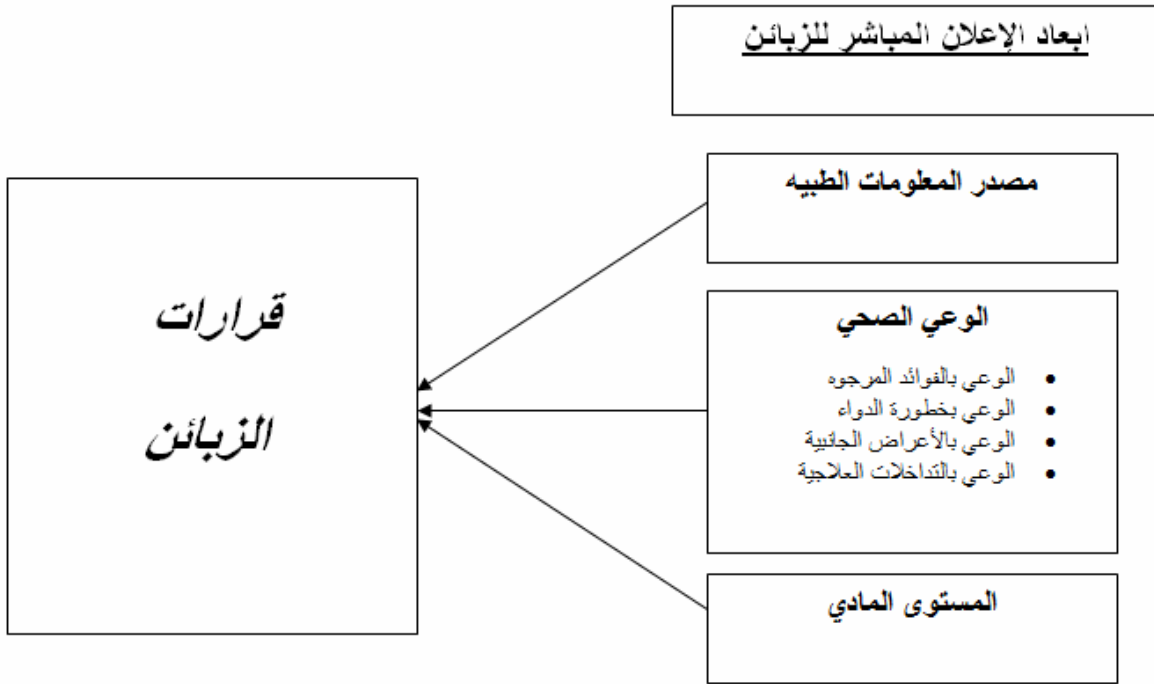 ابعاد الإعلان المباشر للزبائن
مصدر المعلومات الطبيه
الوعي الصحي
• الوعي بالفوائد المرجوه
• الوعي بخطورة الدواء
• الوعي بالأعراض الجانبية
• الوعي بالتداخلات العلاجية
المستوى المادي
قرارات
الزبائن